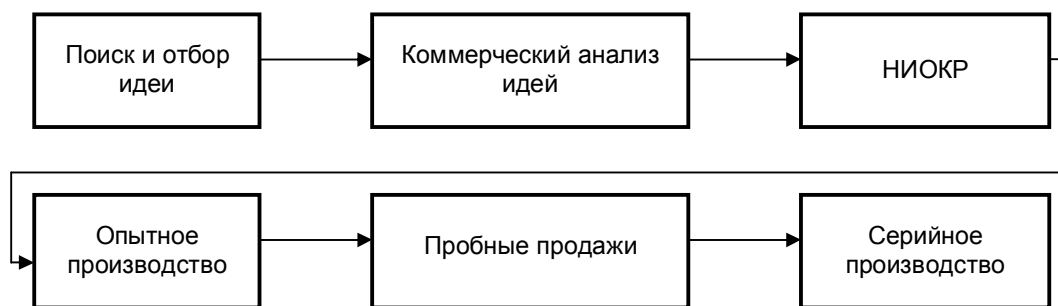 Поиск и отбор
идеи
Коммерческий анализ
идей
НИОКР
Опытное
производство
Пробные продажи
Серийное
производство